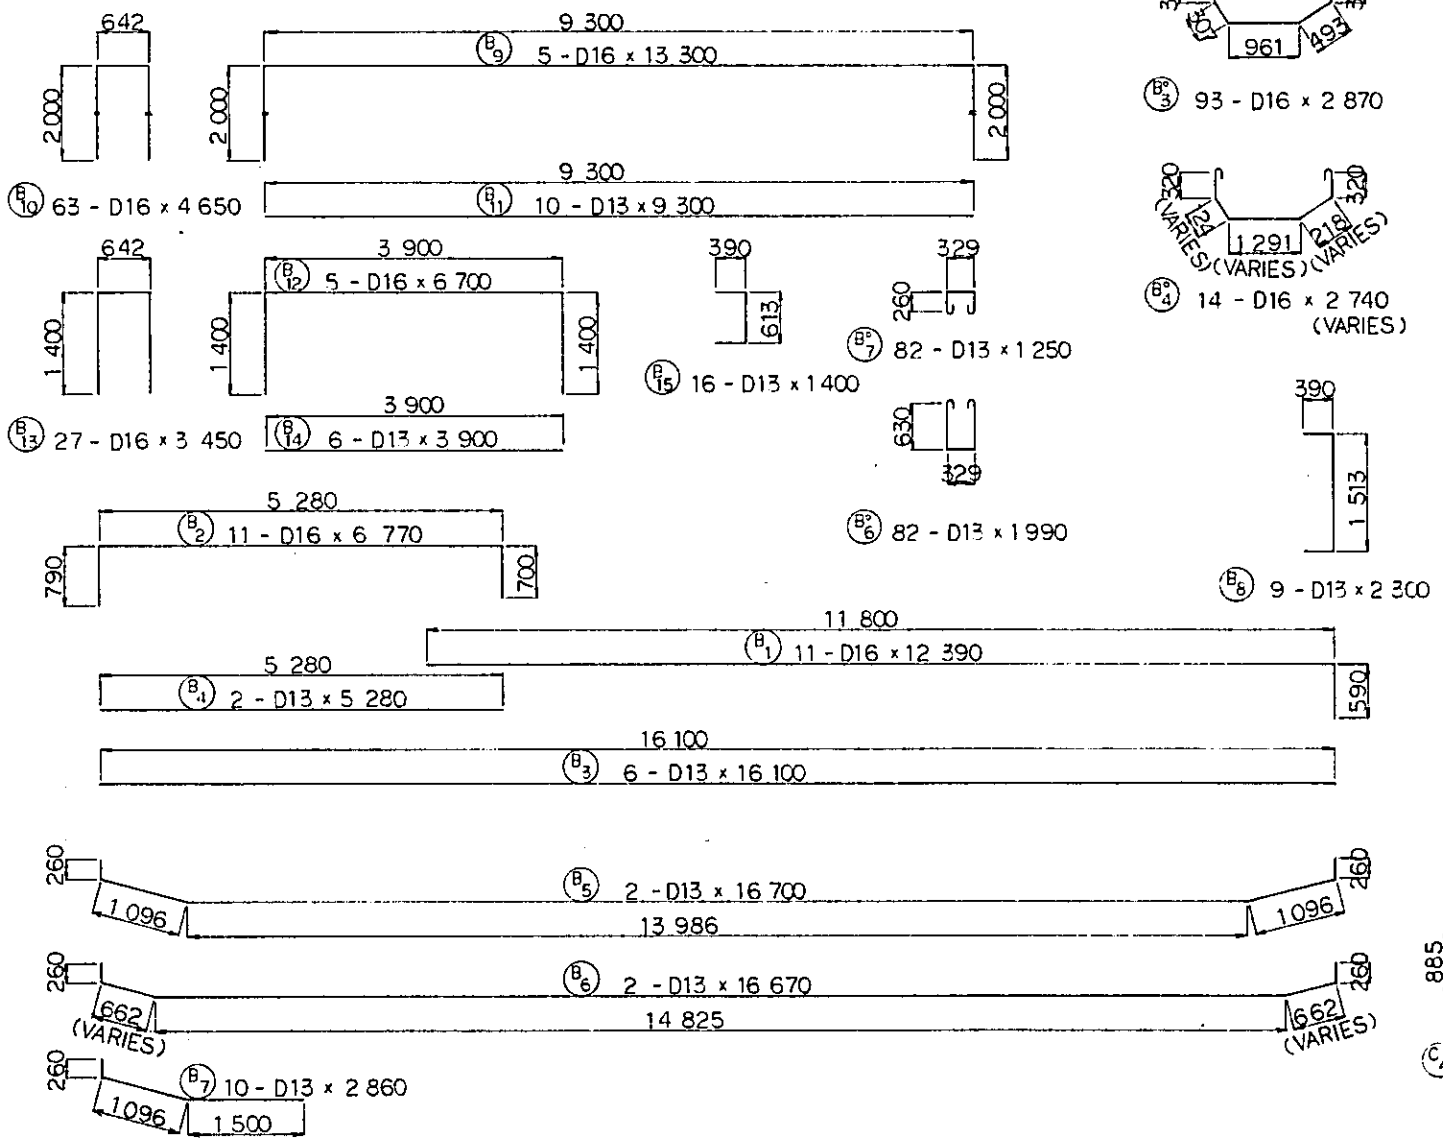 642
9 300
B9 5 - D16 × 13 300
2 000
2 000
2 000
B10 63 - D16 × 4 650
9 300
B11 10 - D13 × 9 300
307
961
493
B°3 93 - D16 × 2 870
320
320
(VARIES)
124
1 291
218
(VARIES)
(VARIES)
B°4 14 - D16 × 2 740
(VARIES)
642
3 900
B12 5 - D16 × 6 700
1 400
1 400
1 400
B13 27 - D16 × 3 450
3 900
B14 6 - D13 × 3 900
390
613
B15 16 - D13 × 1 400
329
260
B°7 82 - D13 × 1 250
630
329
B°6 82 - D13 × 1 990
390
1 513
B8 9 - D13 × 2 300
5 280
B2 11 - D16 × 6 770
790
700
11 800
B1 11 - D16 × 12 390
590
5 280
B4 2 - D13 × 5 280
16 100
B3 6 - D13 × 16 100
260
1 096
B5 2 - D13 × 16 700
13 986
260
1 096
260
662
(VARIES)
B6 2 - D13 × 16 670
14 825
260
662
(VARIES)
260
1 096
B7 10 - D13 × 2 860
1 500
885